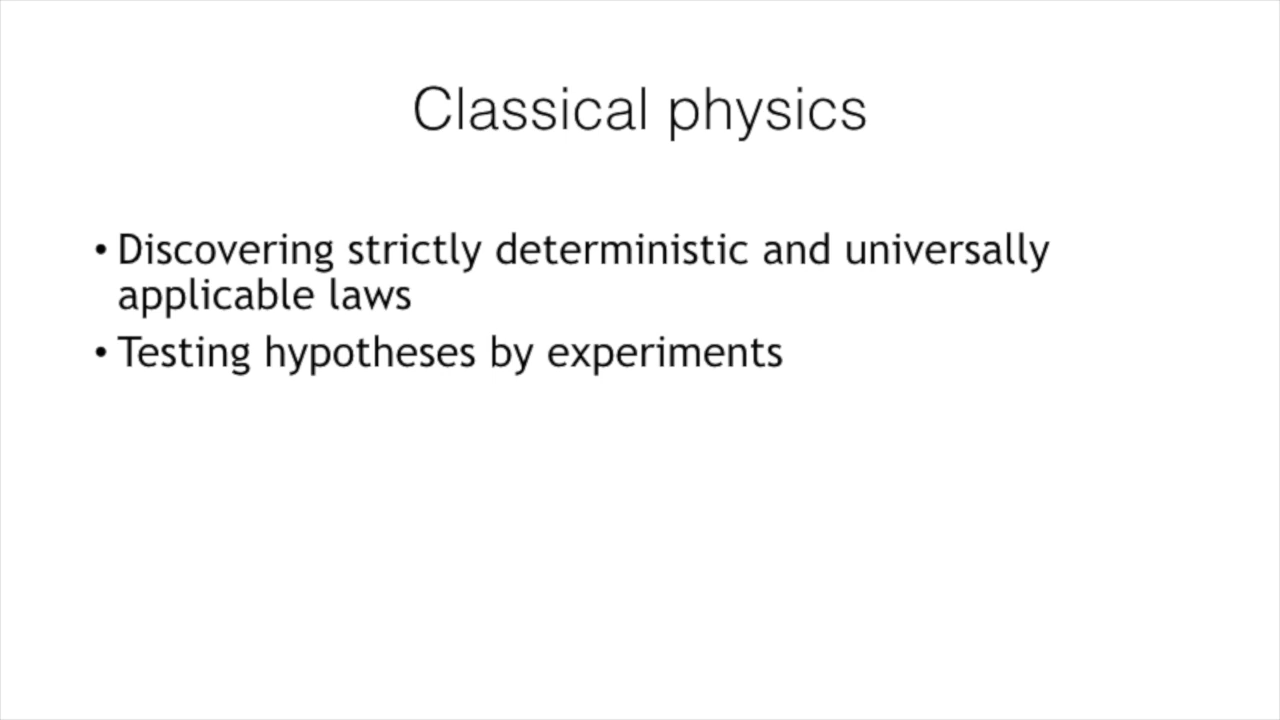 Classical physics
• Discovering strictly deterministic and universally
applicable laws
• Testing hypotheses by experiments